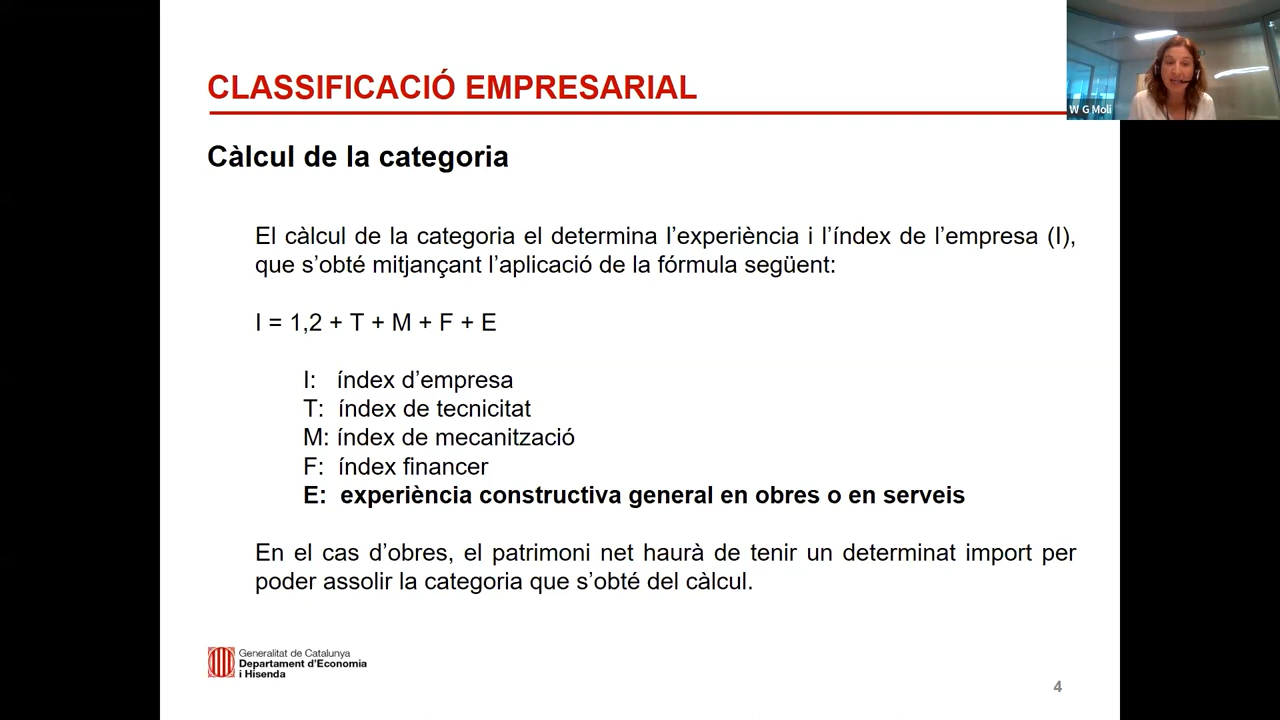 CLASSIFICACIÓ EMPRESARIAL
W G Moli
Càlcul de la categoria
El càlcul de la categoria el determina l’experiència i l’índex de l’empresa (I),
que s’obté mitjançant l’aplicació de la fórmula següent:
I = 1,2 + T + M + F + E
I: índex d’empresa
T: índex de tecnicitat
M: índex de mecanització
F: índex financer
E: experiència constructiva general en obres o en serveis
En el cas d’obres, el patrimoni net haurà de tenir un determinat import per
poder assolir la categoria que s’obté del càlcul.
Generalitat de Catalunya
Departament d’Economia
i Hisenda
4